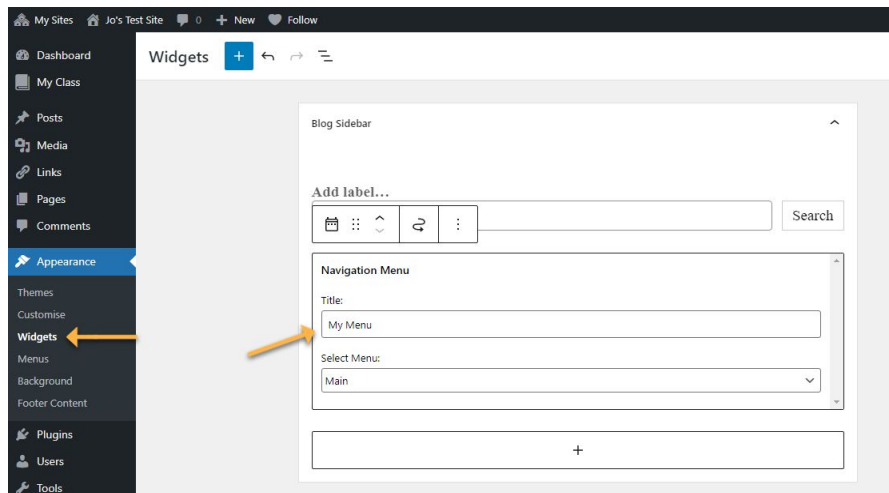 My Sites Jo's Test Site 0 New Follow
Dashboard
My Class
Posts
Media
Links
Pages
Comments
Appearance
Themes
Customise
Widgets
Menus
Background
Footer Content
Plugins
Users
Tools
Widgets
Blog Sidebar
Add label...
Search
Navigation Menu
Title:
My Menu
Select Menu:
Main